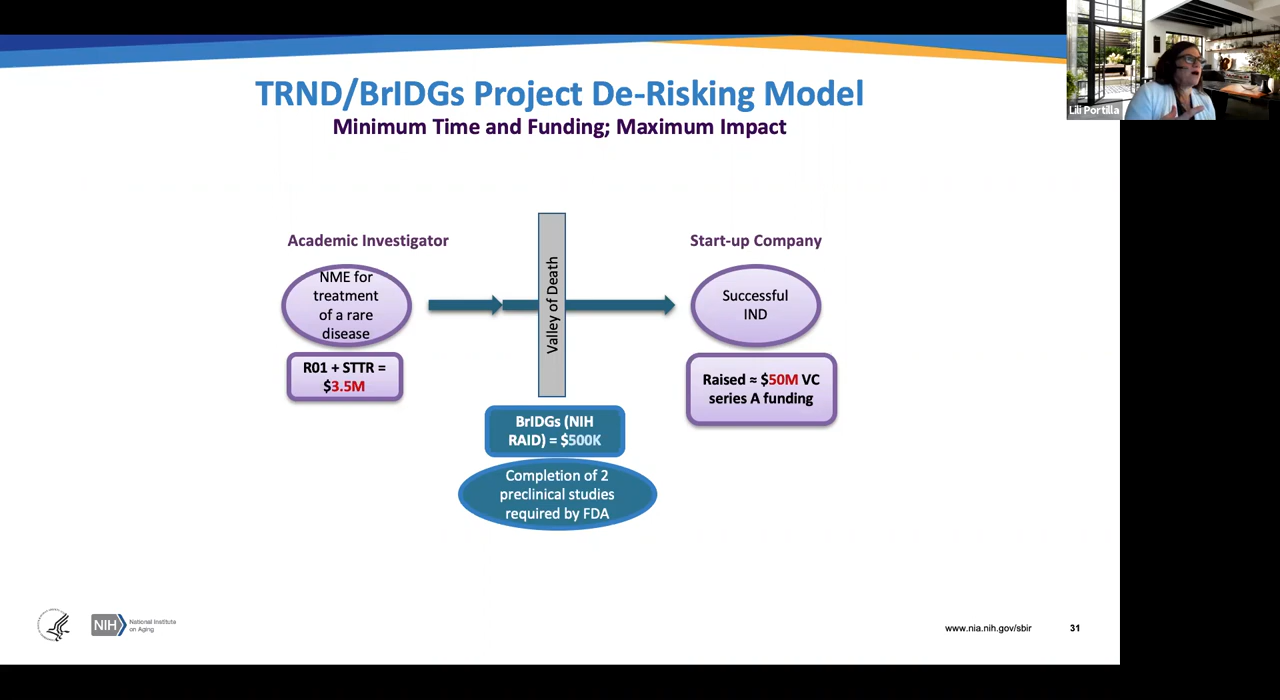 TRND/BrIDGs Project De-Risking Model
Minimum Time and Funding; Maximum Impact
Lili Portilla
Academic Investigator
NME for
treatment
of a rare
disease
R01 + STTR =
$3.5M
Valley of Death
BrIDGs (NIH
RAID) = $500K
Completion of 2
preclinical studies
required by FDA
Start-up Company
Successful
IND
Raised ≈ $50M VC
series A funding
NIH
National Institute
on Aging
www.nia.nih.gov/sbir
31